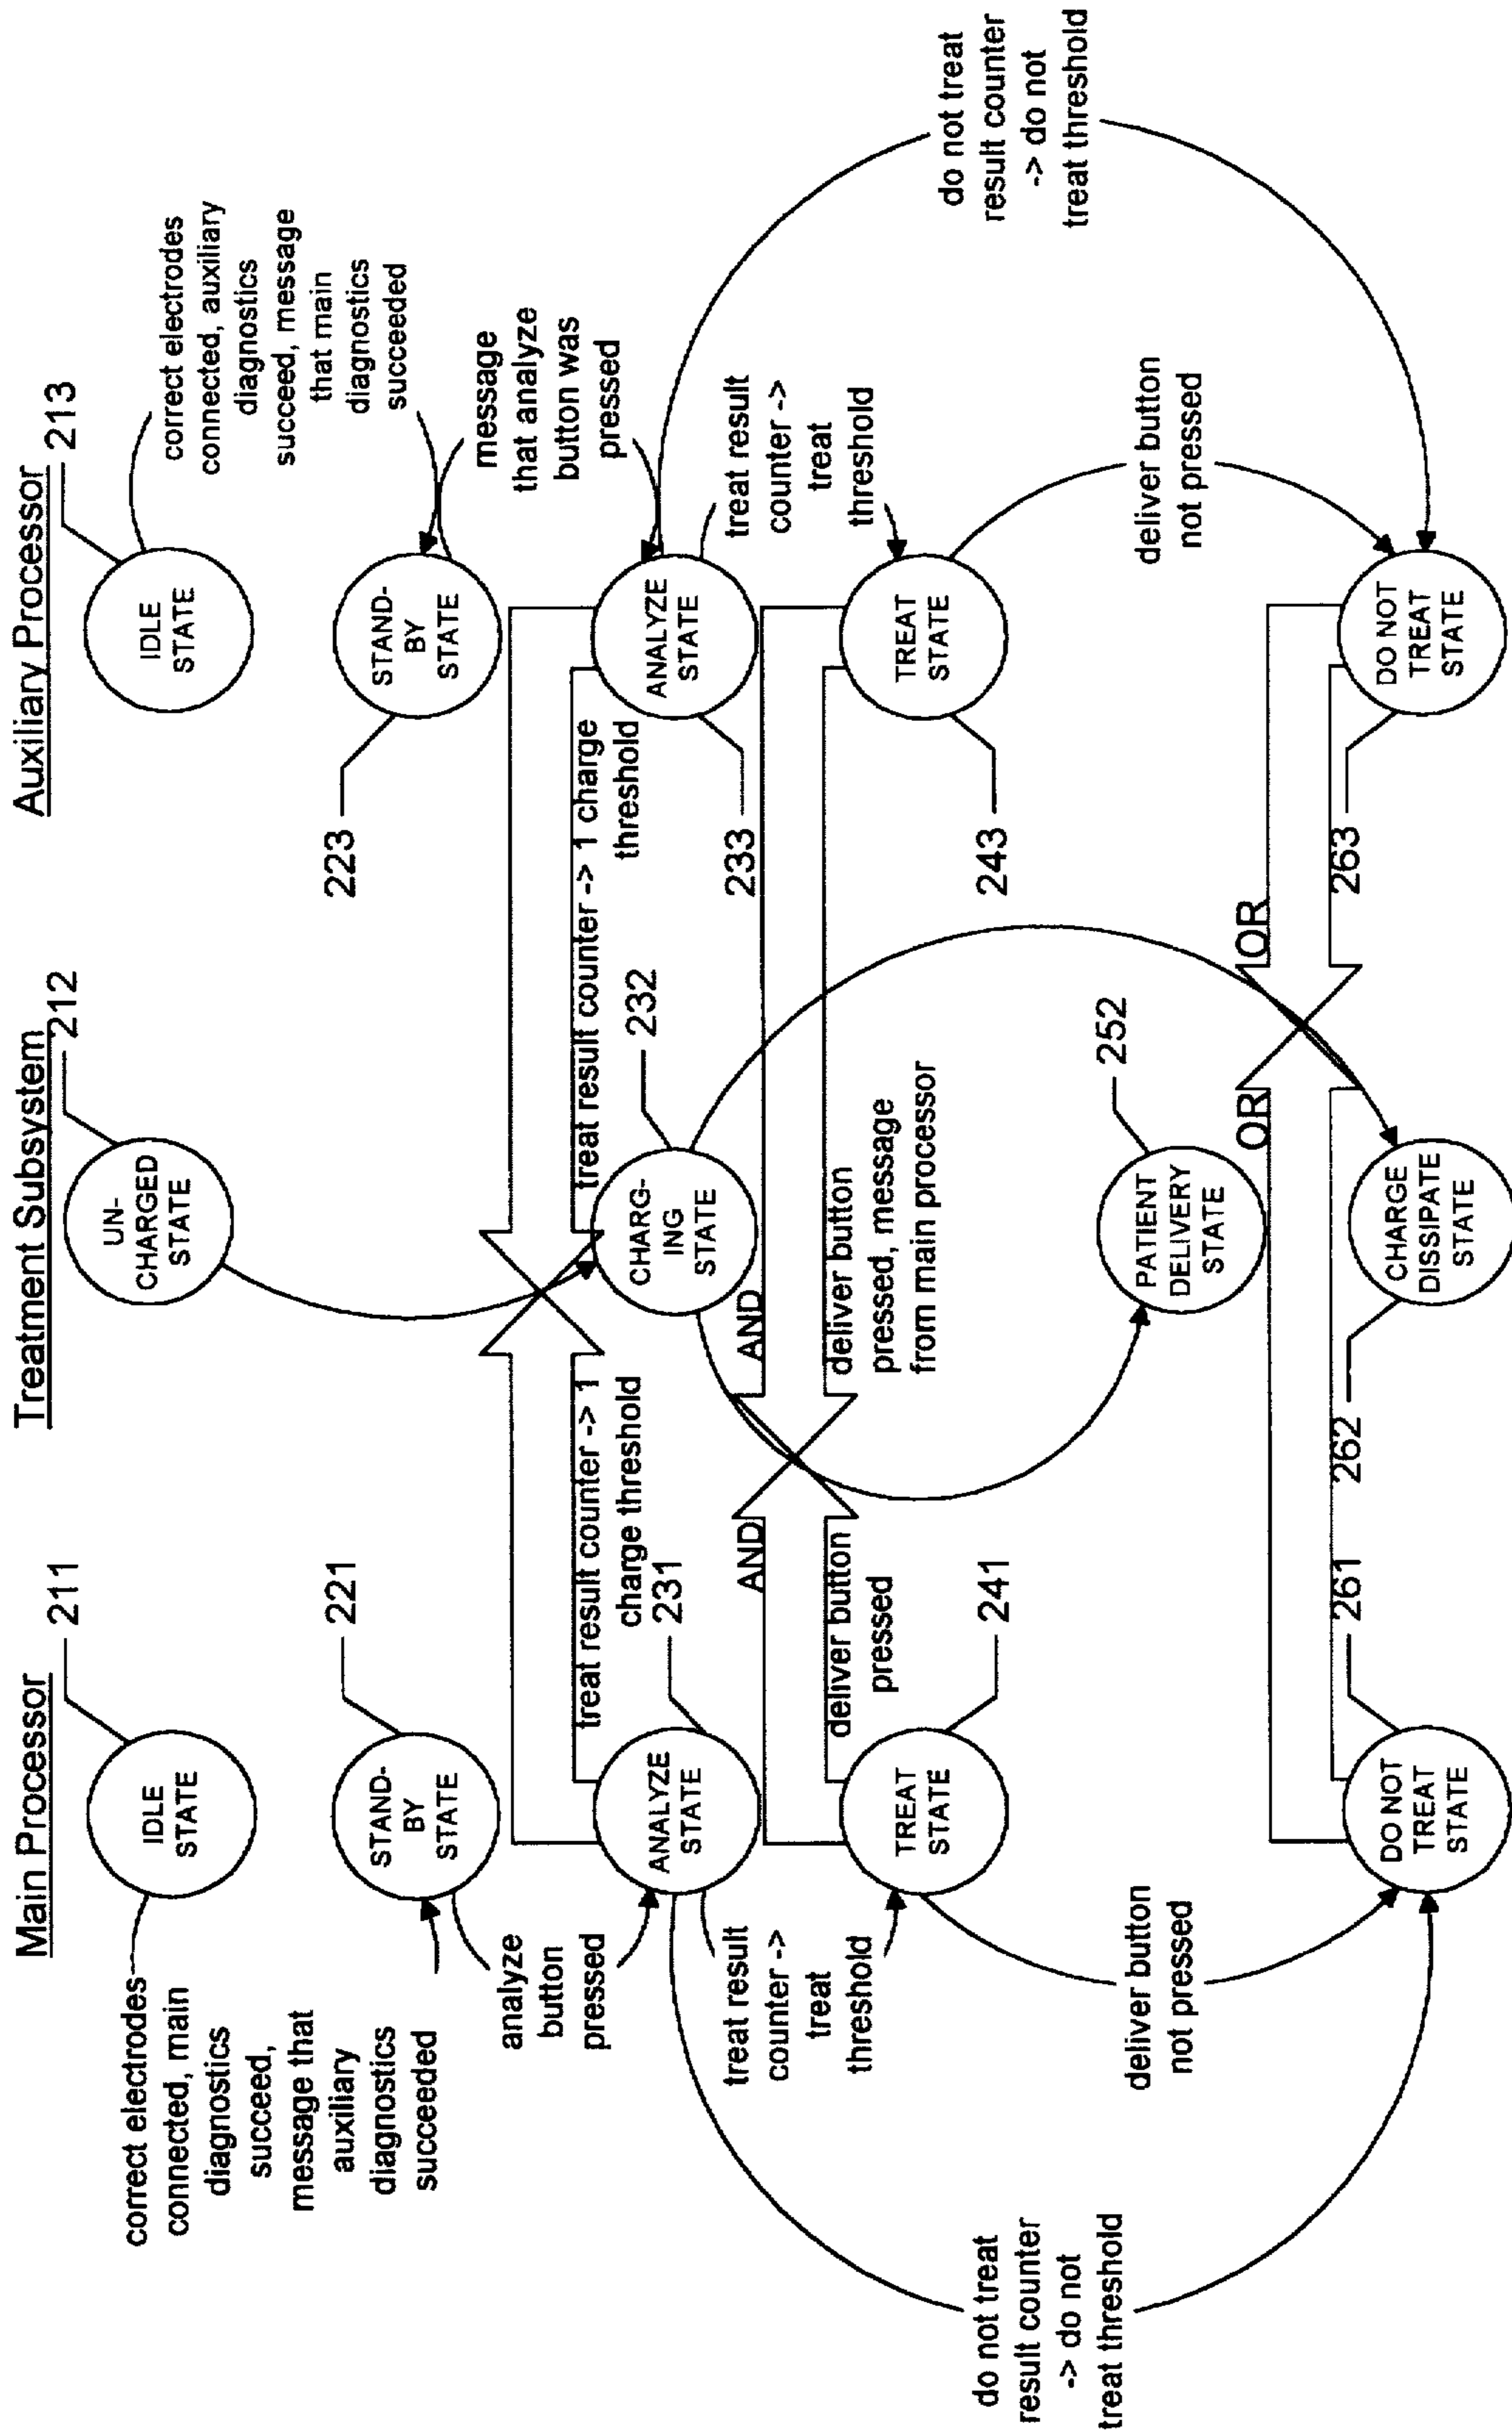 Main Processor
211
IDLE
STATE
correct electrodes
connected, main
diagnostics
succeed,
message that
auxiliary
diagnostics
succeeded
221
STAND-
BY
STATE
analyze
button
pressed
treat result counter -> 1
charge threshold
231
ANALYZE
STATE
treat result
counter ->
treat
threshold
AND
deliver button
pressed
241
TREAT
STATE
deliver button
not pressed
do not treat
result counter
-> do not
treat threshold
261
DO NOT
TREAT
STATE
Treatment Subsystem
212
UN-
CHARGED
STATE
232
CHARG-
ING
STATE
AND
deliver button
pressed, message
from main processor
252
PATIENT
DELIVERY
STATE
OR
OR
262
CHARGE
DISSIPATE
STATE
Auxiliary Processor
213
IDLE
STATE
correct electrodes
connected, auxiliary
diagnostics
succeed, message
that main
diagnostics
succeeded
223
STAND-
BY
STATE
message
that analyze
button was
pressed
treat result counter -> 1 charge
threshold
233
ANALYZE
STATE
treat result
counter ->
treat
threshold
243
TREAT
STATE
deliver button
not pressed
do not treat
result counter
-> do not
treat threshold
263
DO NOT
TREAT
STATE